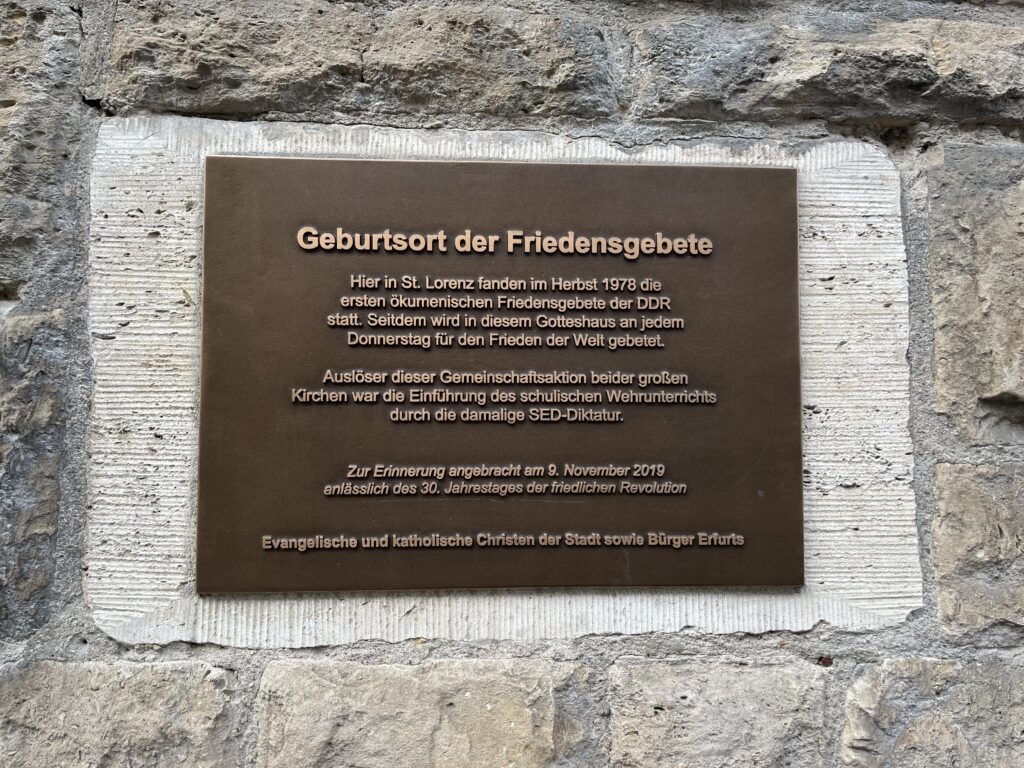 Geburtsort der Friedensgebete
Hier in St. Lorenz fanden im Herbst 1978 die
ersten ökumenischen Friedensgebete der DDR
statt. Seitdem wird in diesem Gotteshaus an jedem
Donnerstag für den Frieden der Welt gebetet.
Auslöser dieser Gemeinschaftsaktion beider großen
Kirchen war die Einführung des schulischen Wehrunterrichts
durch die damalige SED-Diktatur.
Zur Erinnerung angebracht am 9. November 2019
anlässlich des 30. Jahrestages der friedlichen Revolution
Evangelische und katholische Christen der Stadt sowie Bürger Erfurts